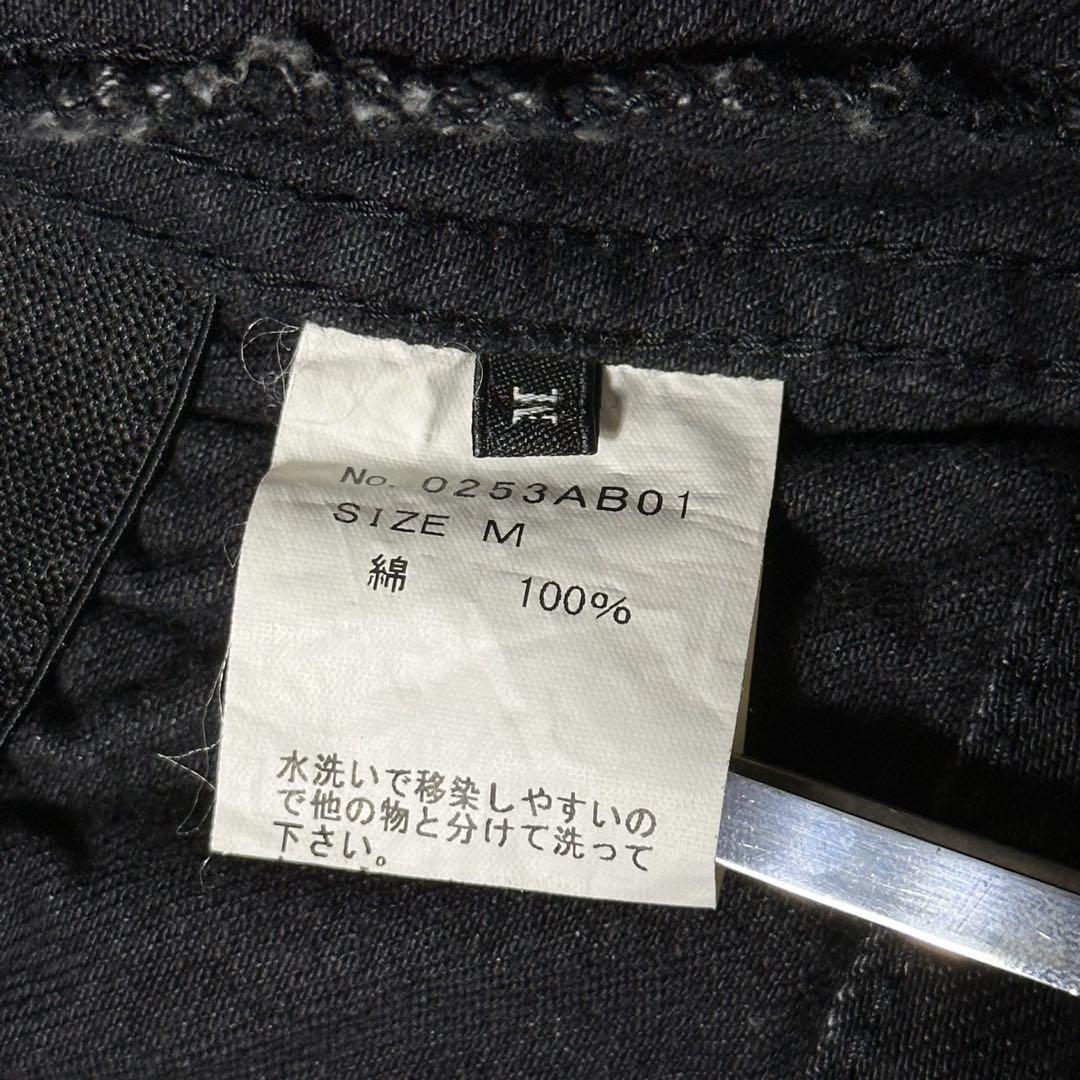 M
No. 0253AB01
SIZE M
綿 100%
水洗いで移染しやすいの
で他の物と分けて洗って
下さい。